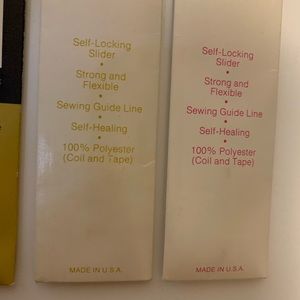 Self-Locking
Slider
•
Strong and
Flexible
•
Sewing Guide Line
•
Self-Healing
•
100% Polyester
(Coil and Tape)
MADE IN U.S.A.
Self-Locking
Slider
•
Strong and
Flexible
•
Sewing Guide Line
•
Self-Healing
•
100% Polyester
(Coil and Tape)
MADE IN U.S.A.